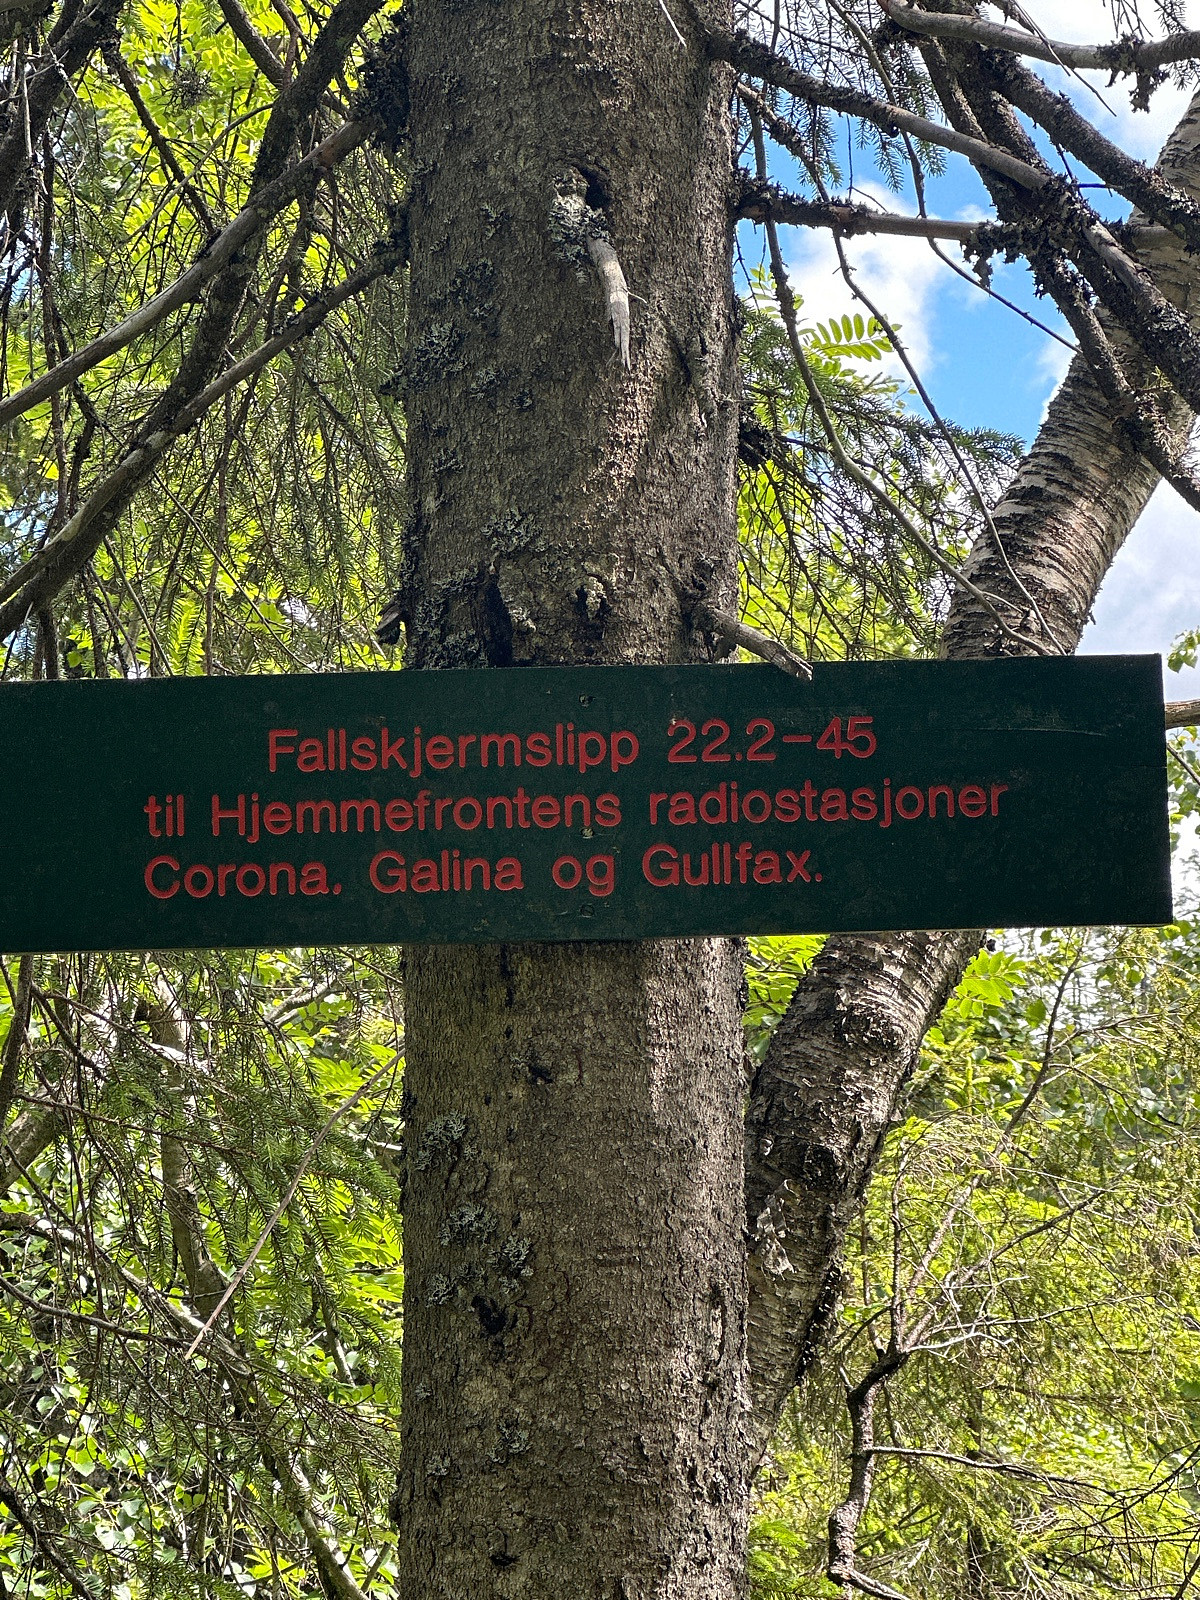 Fallskjermslipp 22.2-45
til Hjemmefrontens radiostasjoner
Corona. Galina og Gullfax.